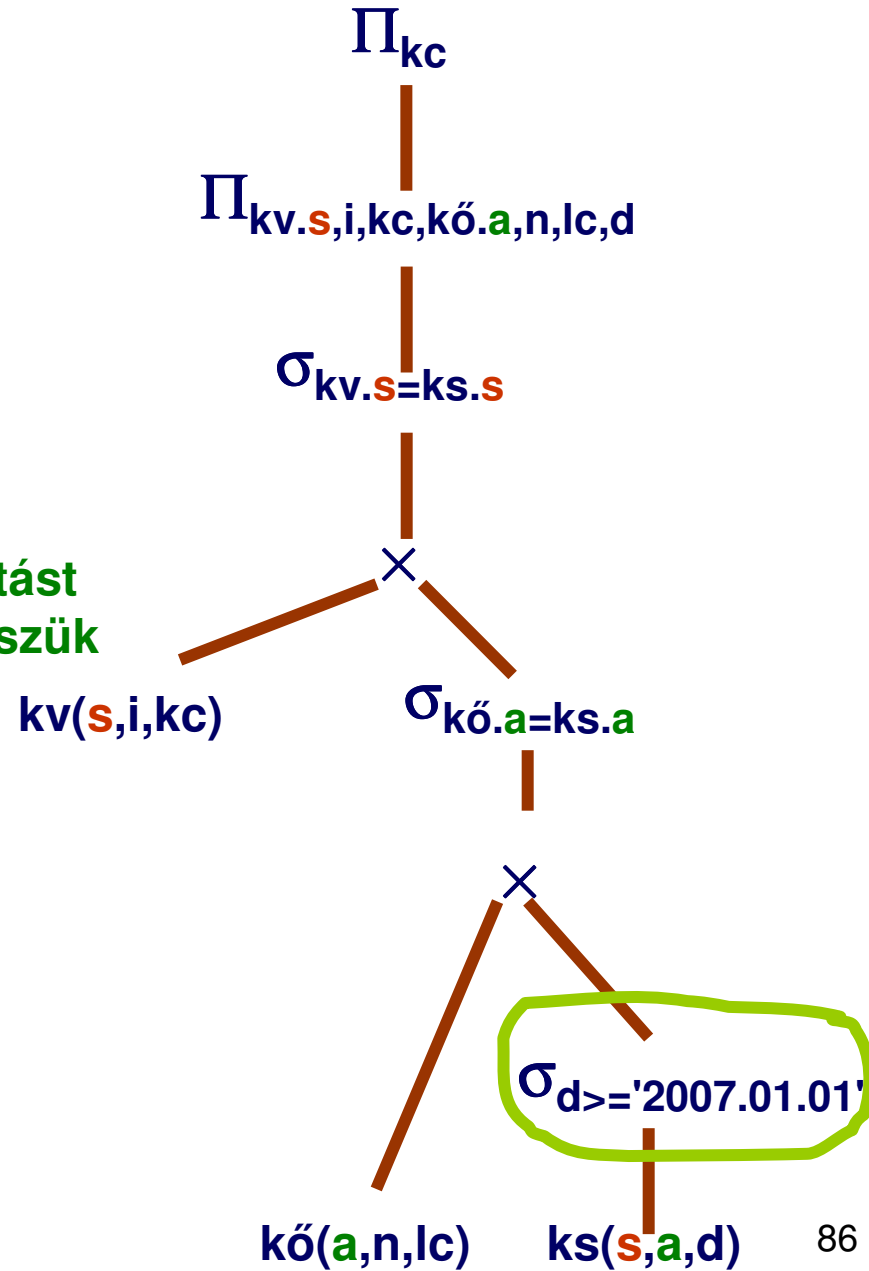 Πkc
Πkv.s,i,kc,kő.a,n,lc,d
σkv.s=ks.s
×
tást
szük
kv(s,i,kc)
σkő.a=ks.a
×
σd>='2007.01.01'
kő(a,n,lc)
ks(s,a,d)
86